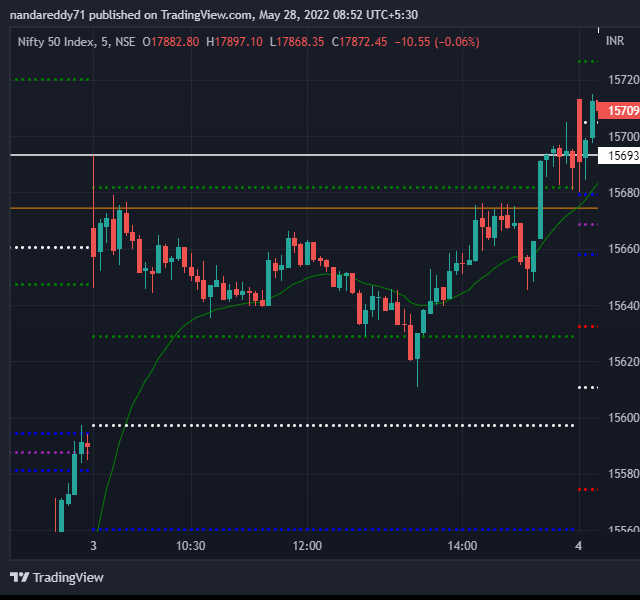 nandareddy71 published on TradingView.com, May 28, 2022 08:52 UTC+5:30
Nifty 50 Index, 5, NSE O17882.80 H17897.10 L17868.35 C17872.45 −10.55 (−0.06%)
INR
15720
15709
15700
15693
15680
15660
15640
15620
15600
15580
15560
3 10:30 12:00 14:00 4
TradingView